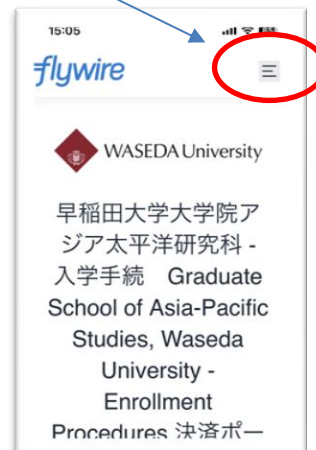 15:05
flywire
WASEDA University
早稲田大学大学院ア
ジア太平洋研究科 -
入学手続　Graduate
School of Asia-Pacific
Studies, Waseda
University -
Enrollment
Procedures 決済ポー